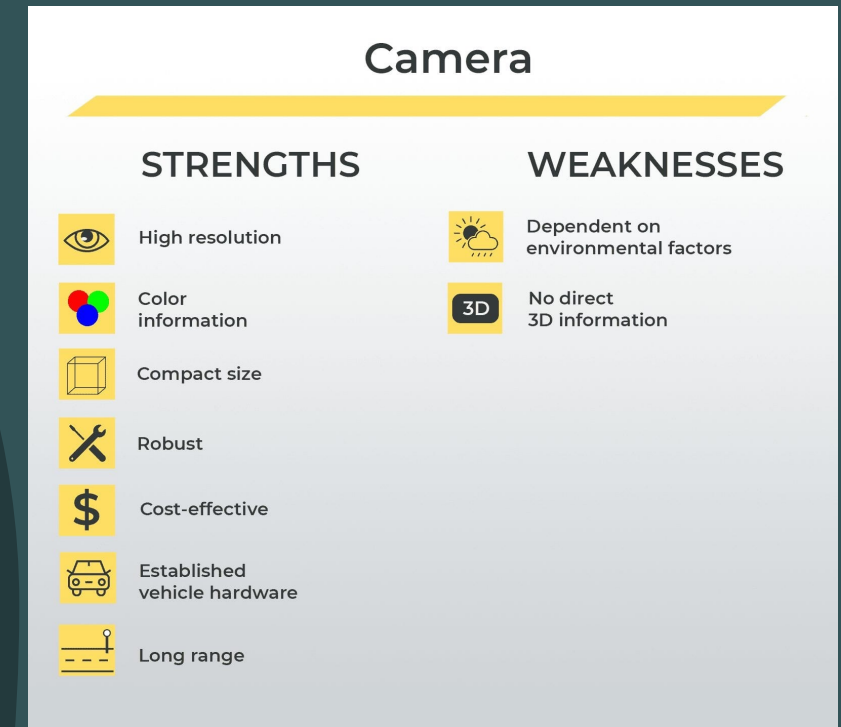 Camera
STRENGTHS
High resolution
Color
information
Compact size
Robust
$
Cost-effective
Established
vehicle hardware
Long range
WEAKNESSES
Dependent on
environmental factors
3D
No direct
3D information